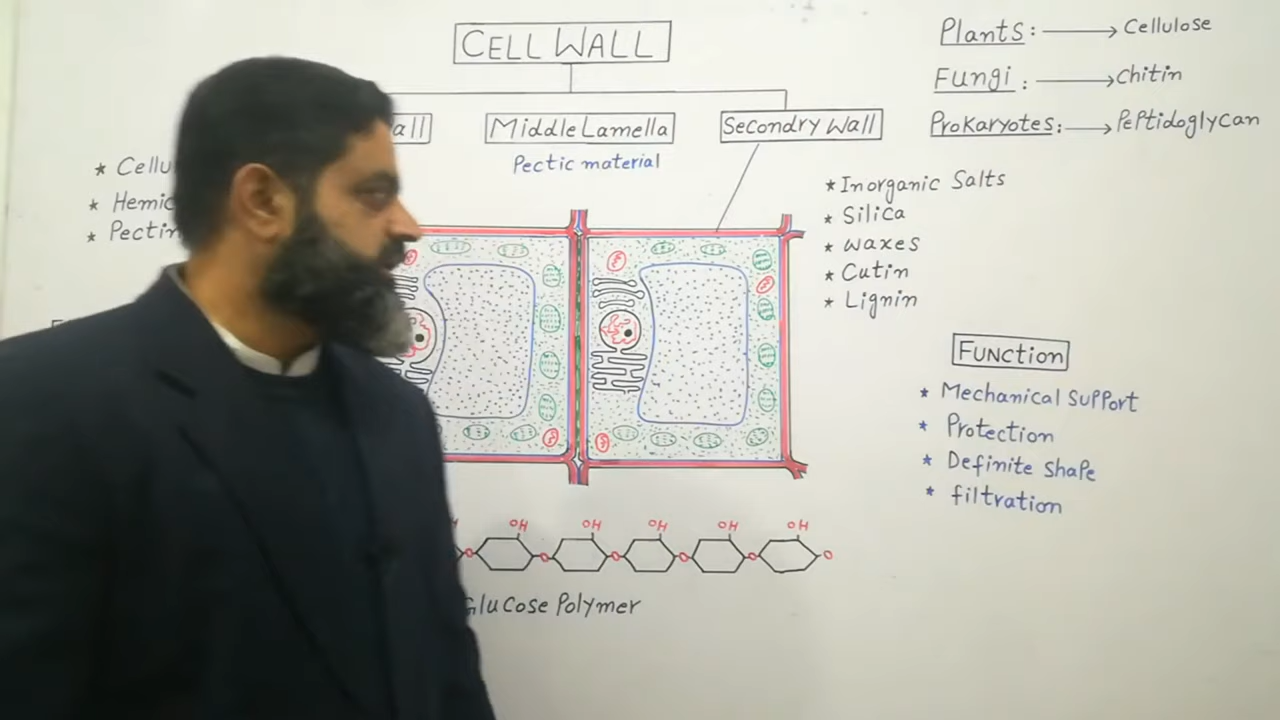 CELL WALL
Middle Lamella
Secondry Wall
Pectic material
Plants: → Cellulose
Fungi: → Chitin
Prokaryotes: → Peptidoglycan
* Pectin
* Inorganic Salts
* Silica
* Waxes
* Cutin
* Lignin
Function
* Mechanical Support
* Protection
* Definite Shape
* filtration
OH OH OH OH OH
O O O O O O
Glucose Polymer